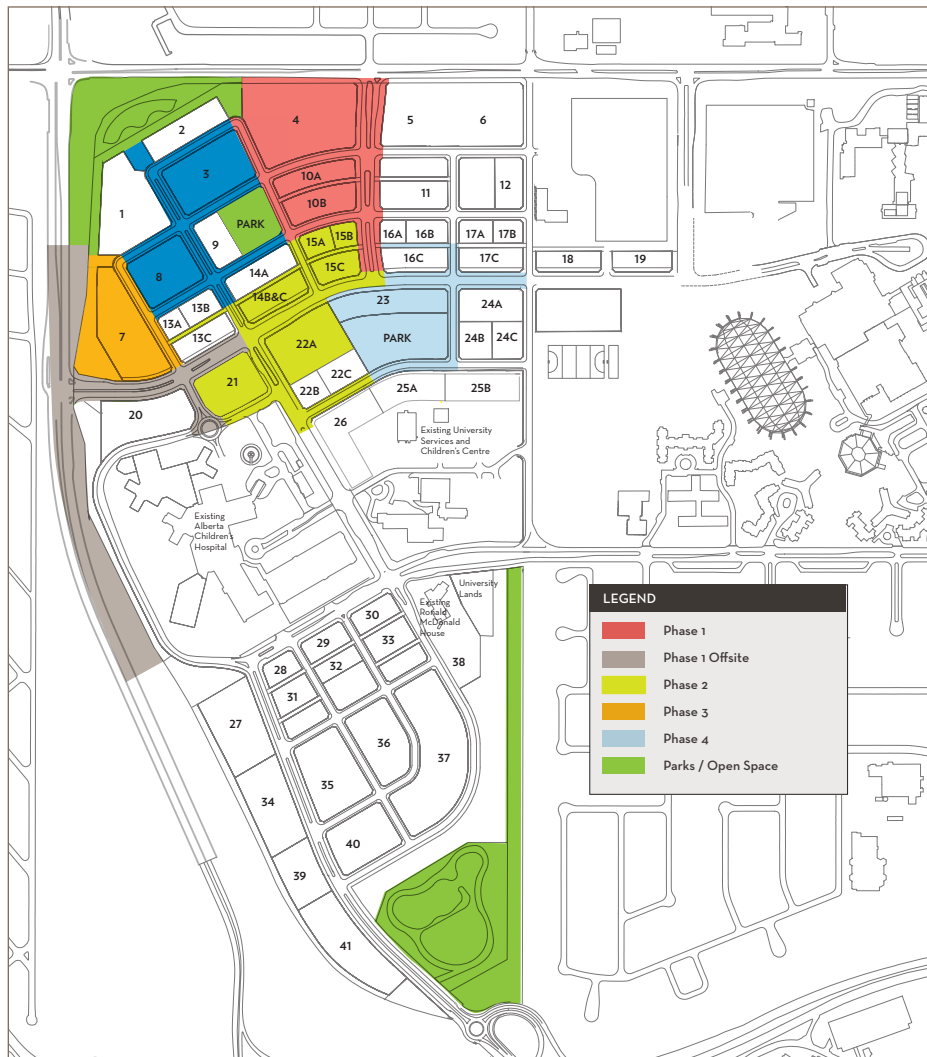 4
5
6
2
3
10A
10B
11
12
1
9
PARK
15A
15B
15C
16A
16B
16C
17A
17B
17C
18
19
8
14A
14B&C
13A
13B
13C
23
PARK
24A
24B
24C
7
22A
22B
22C
21
25A
25B
20
26
Existing University
Services and
Children's Centre
Existing
Alberta
Children's
Hospital
University
Lands
Existing
Ronald
McDonald
House
30
29
33
28
32
31
38
27
36
37
35
34
40
39
41
LEGEND
Phase 1
Phase 1 Offsite
Phase 2
Phase 3
Phase 4
Parks / Open Space